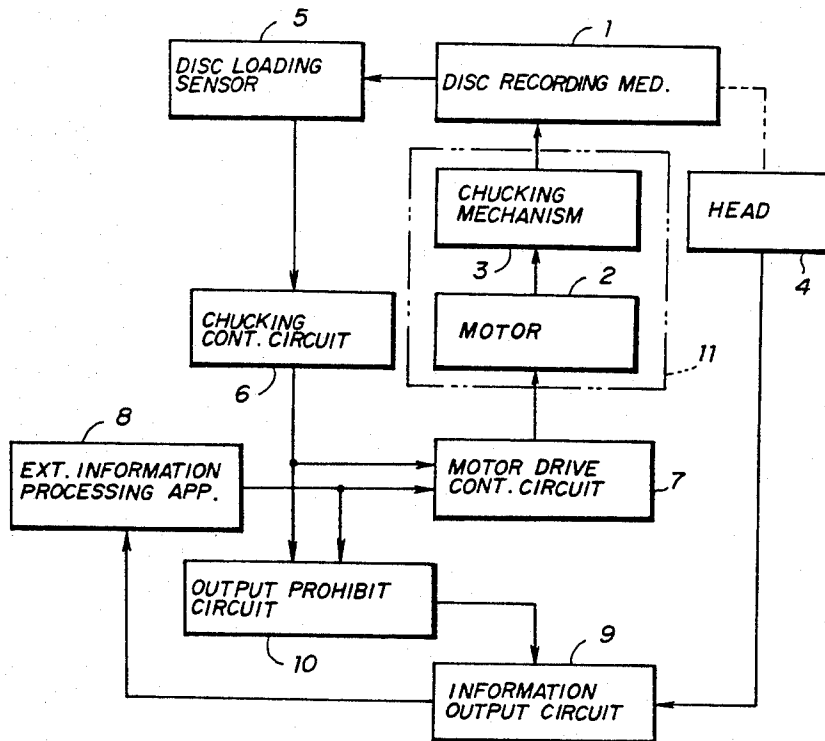 5
1
DISC LOADING
SENSOR
DISC RECORDING MED.
CHUCKING
MECHANISM
HEAD
3
2
4
CHUCKING
CONT. CIRCUIT
MOTOR
6
11
8
EXT. INFORMATION
PROCESSING APP.
MOTOR DRIVE
CONT. CIRCUIT
7
OUTPUT PROHIBIT
CIRCUIT
10
9
INFORMATION
OUTPUT CIRCUIT